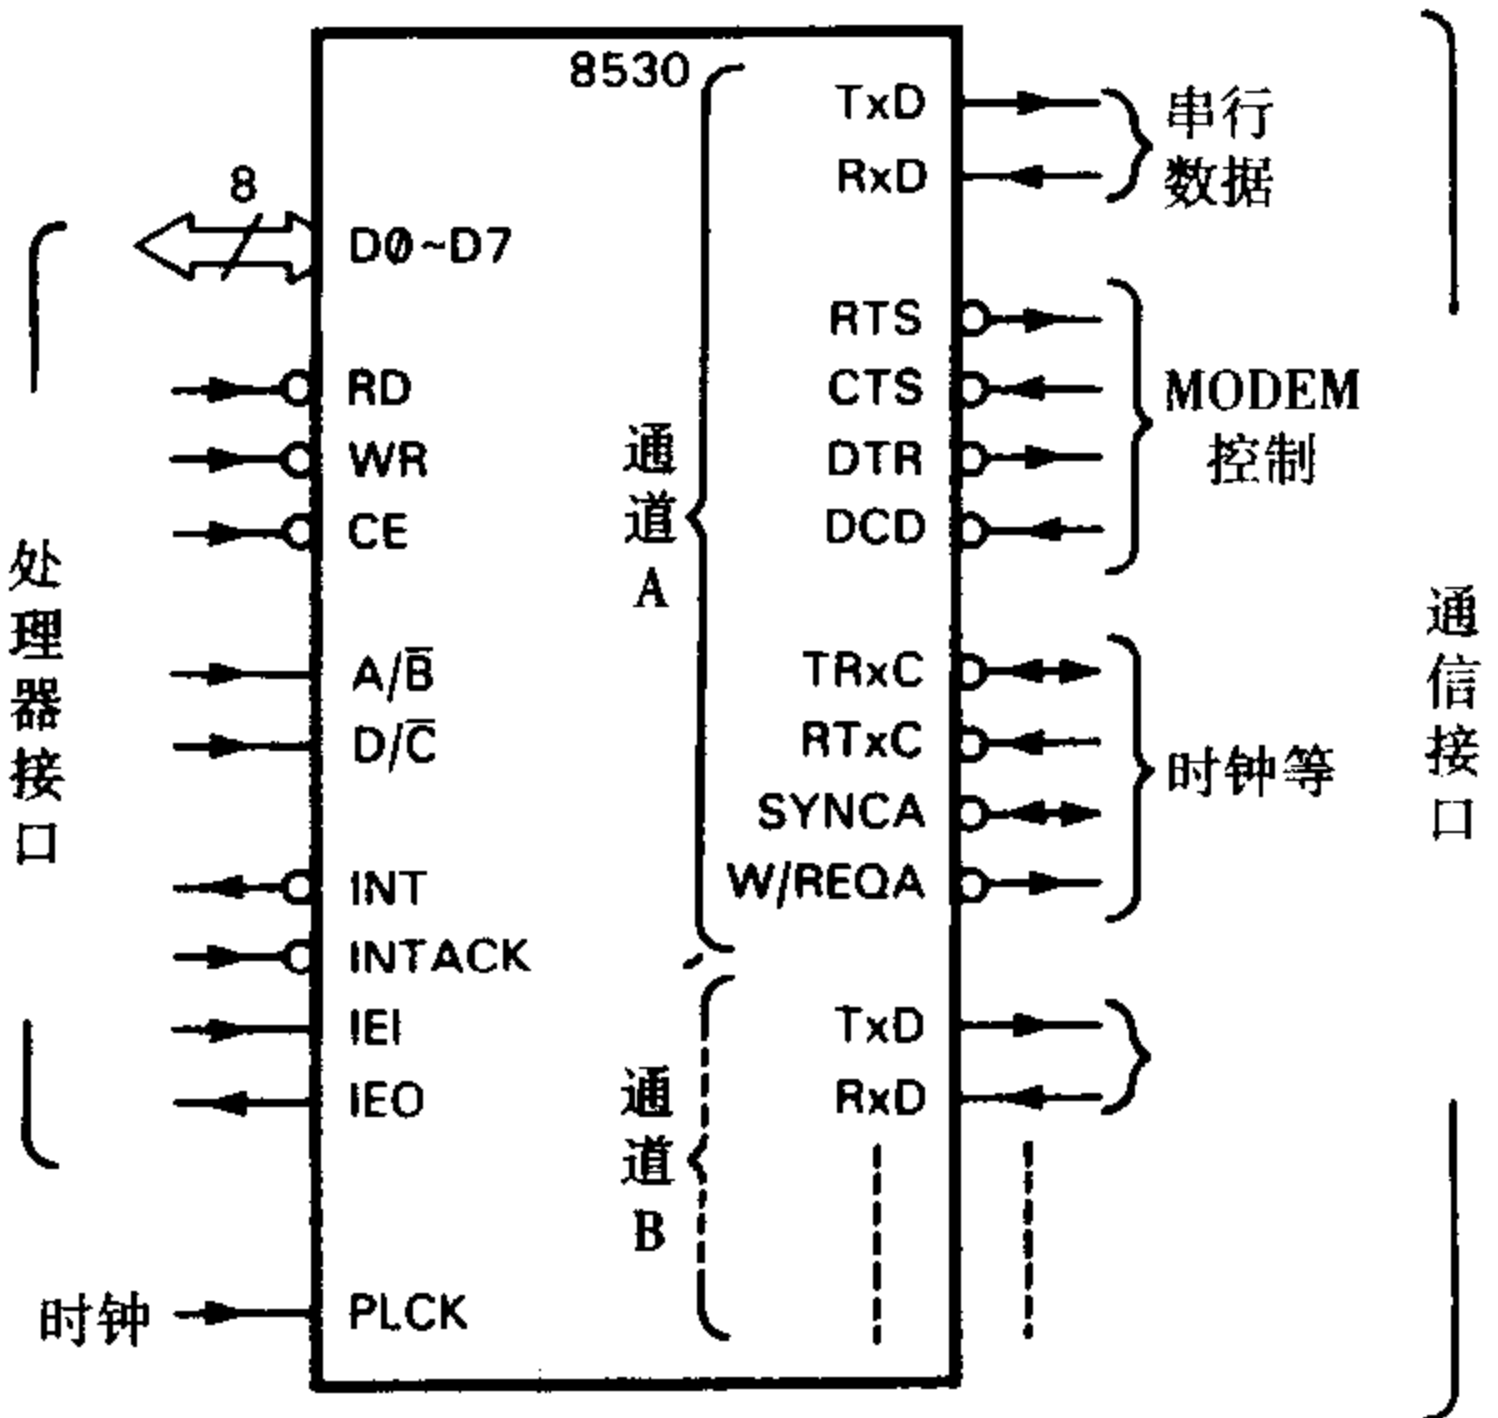 8530
8
D0~D7
RD
WR
CE
A/B̅
D/C̅
INT
INTACK
IEI
IEO
PLCK
处理器接口
时钟
通道A
TxD
RxD
RTS
CTS
DTR
DCD
TRxC
RTxC
SYNCA
W/REQA
通道B
TxD
RxD
串行
数据
MODEM
控制
时钟等
通信接口